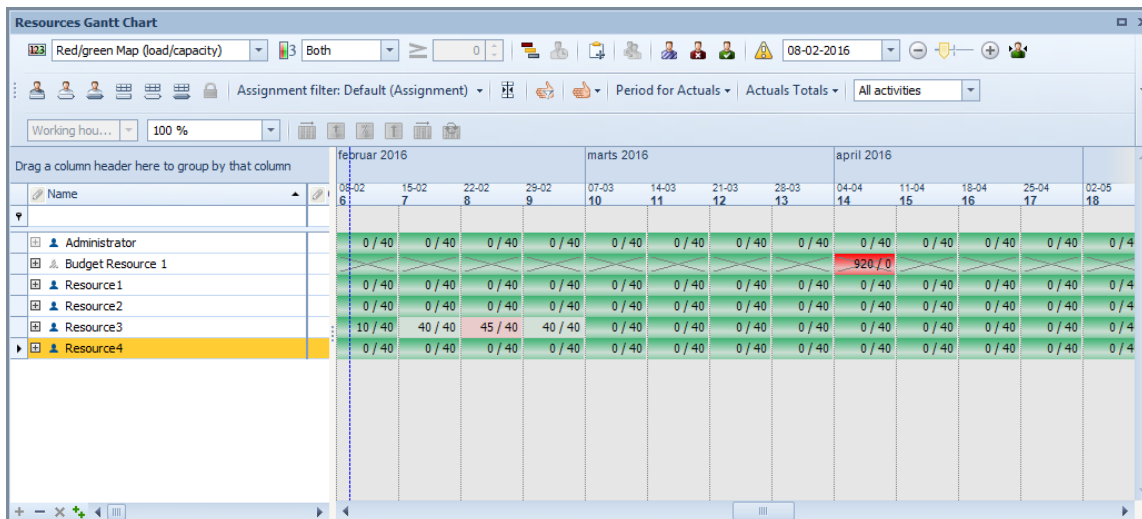 Resources Gantt Chart
123 Red/green Map (load/capacity) 3 Both ≥ 0 08-02-2016
Assignment filter: Default (Assignment) Period for Actuals Actuals Totals All activities
Working hou... 100 %
Drag a column header here to group by that column
februar 2016 marts 2016 april 2016
Name 08-02 15-02 22-02 29-02 07-03 14-03 21-03 28-03 04-04 11-04 18-04 25-04 02-05
6 7 8 9 10 11 12 13 14 15 16 17 18
Administrator 0 / 40 0 / 40 0 / 40 0 / 40 0 / 40 0 / 40 0 / 40 0 / 40 0 / 40 0 / 40 0 / 40 0 / 40 0 / 4
Budget Resource 1 920 / 0
Resource1 0 / 40 0 / 40 0 / 40 0 / 40 0 / 40 0 / 40 0 / 40 0 / 40 0 / 40 0 / 40 0 / 40 0 / 40 0 / 4
Resource2 0 / 40 0 / 40 0 / 40 0 / 40 0 / 40 0 / 40 0 / 40 0 / 40 0 / 40 0 / 40 0 / 40 0 / 40 0 / 4
Resource3 10 / 40 40 / 40 45 / 40 40 / 40 0 / 40 0 / 40 0 / 40 0 / 40 0 / 40 0 / 40 0 / 40 0 / 40 0 / 4
Resource4 0 / 40 0 / 40 0 / 40 0 / 40 0 / 40 0 / 40 0 / 40 0 / 40 0 / 40 0 / 40 0 / 40 0 / 40 0 / 4